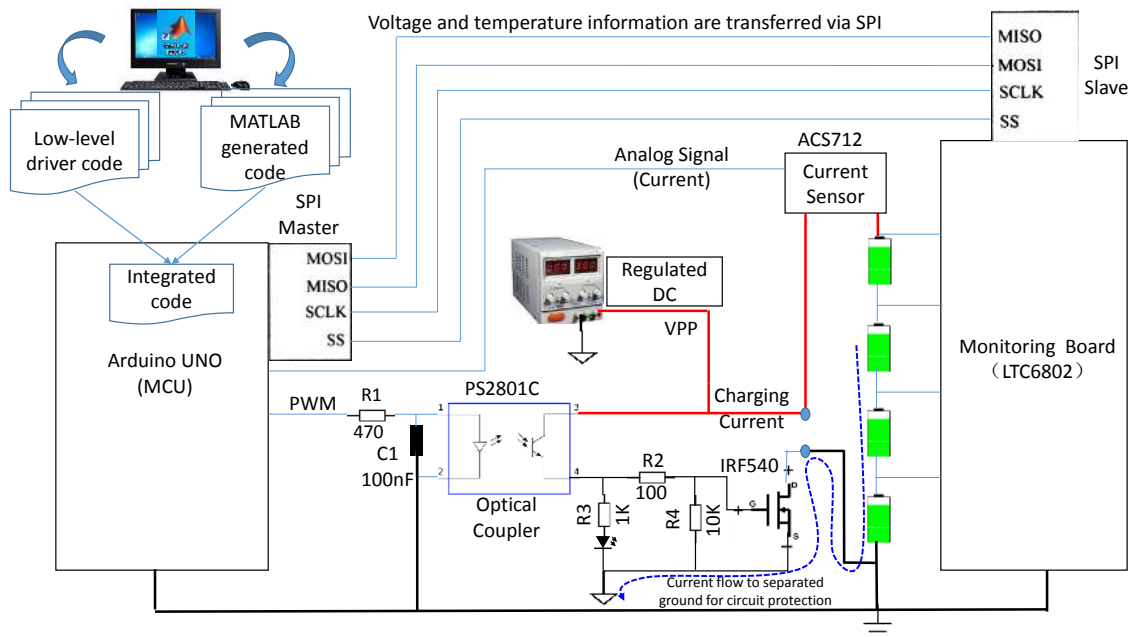 Voltage and temperature information are transferred via SPI
MISO
MOSI
SCLK
SS
SPI
Slave
Low-level
driver code
MATLAB
generated
code
Analog Signal
(Current)
ACS712
Current
Sensor
SPI
Master
MOSI
MISO
SCLK
SS
Integrated
code
Regulated
DC
VPP
Arduino UNO
(MCU)
Monitoring Board
(LTC6802)
PS2801C
Charging
Current
PWM
R1
470
C1
100nF
1
2
3
4
Optical
Coupler
R2
100
R3
1K
R4
10K
IRF540
D
G
S
Current flow to separated
ground for circuit protection